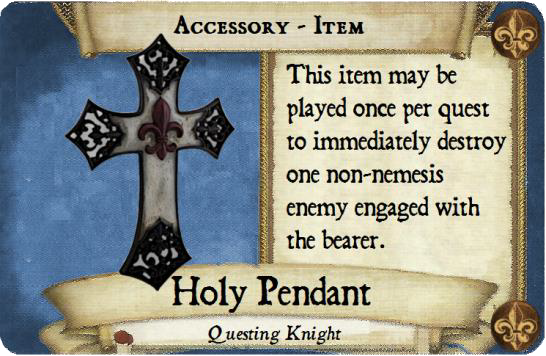 Accessory - Item
This item may be
played once per quest
to immediately destroy
one non-nemesis
enemy engaged with
the bearer.
Holy Pendant
Questing Knight